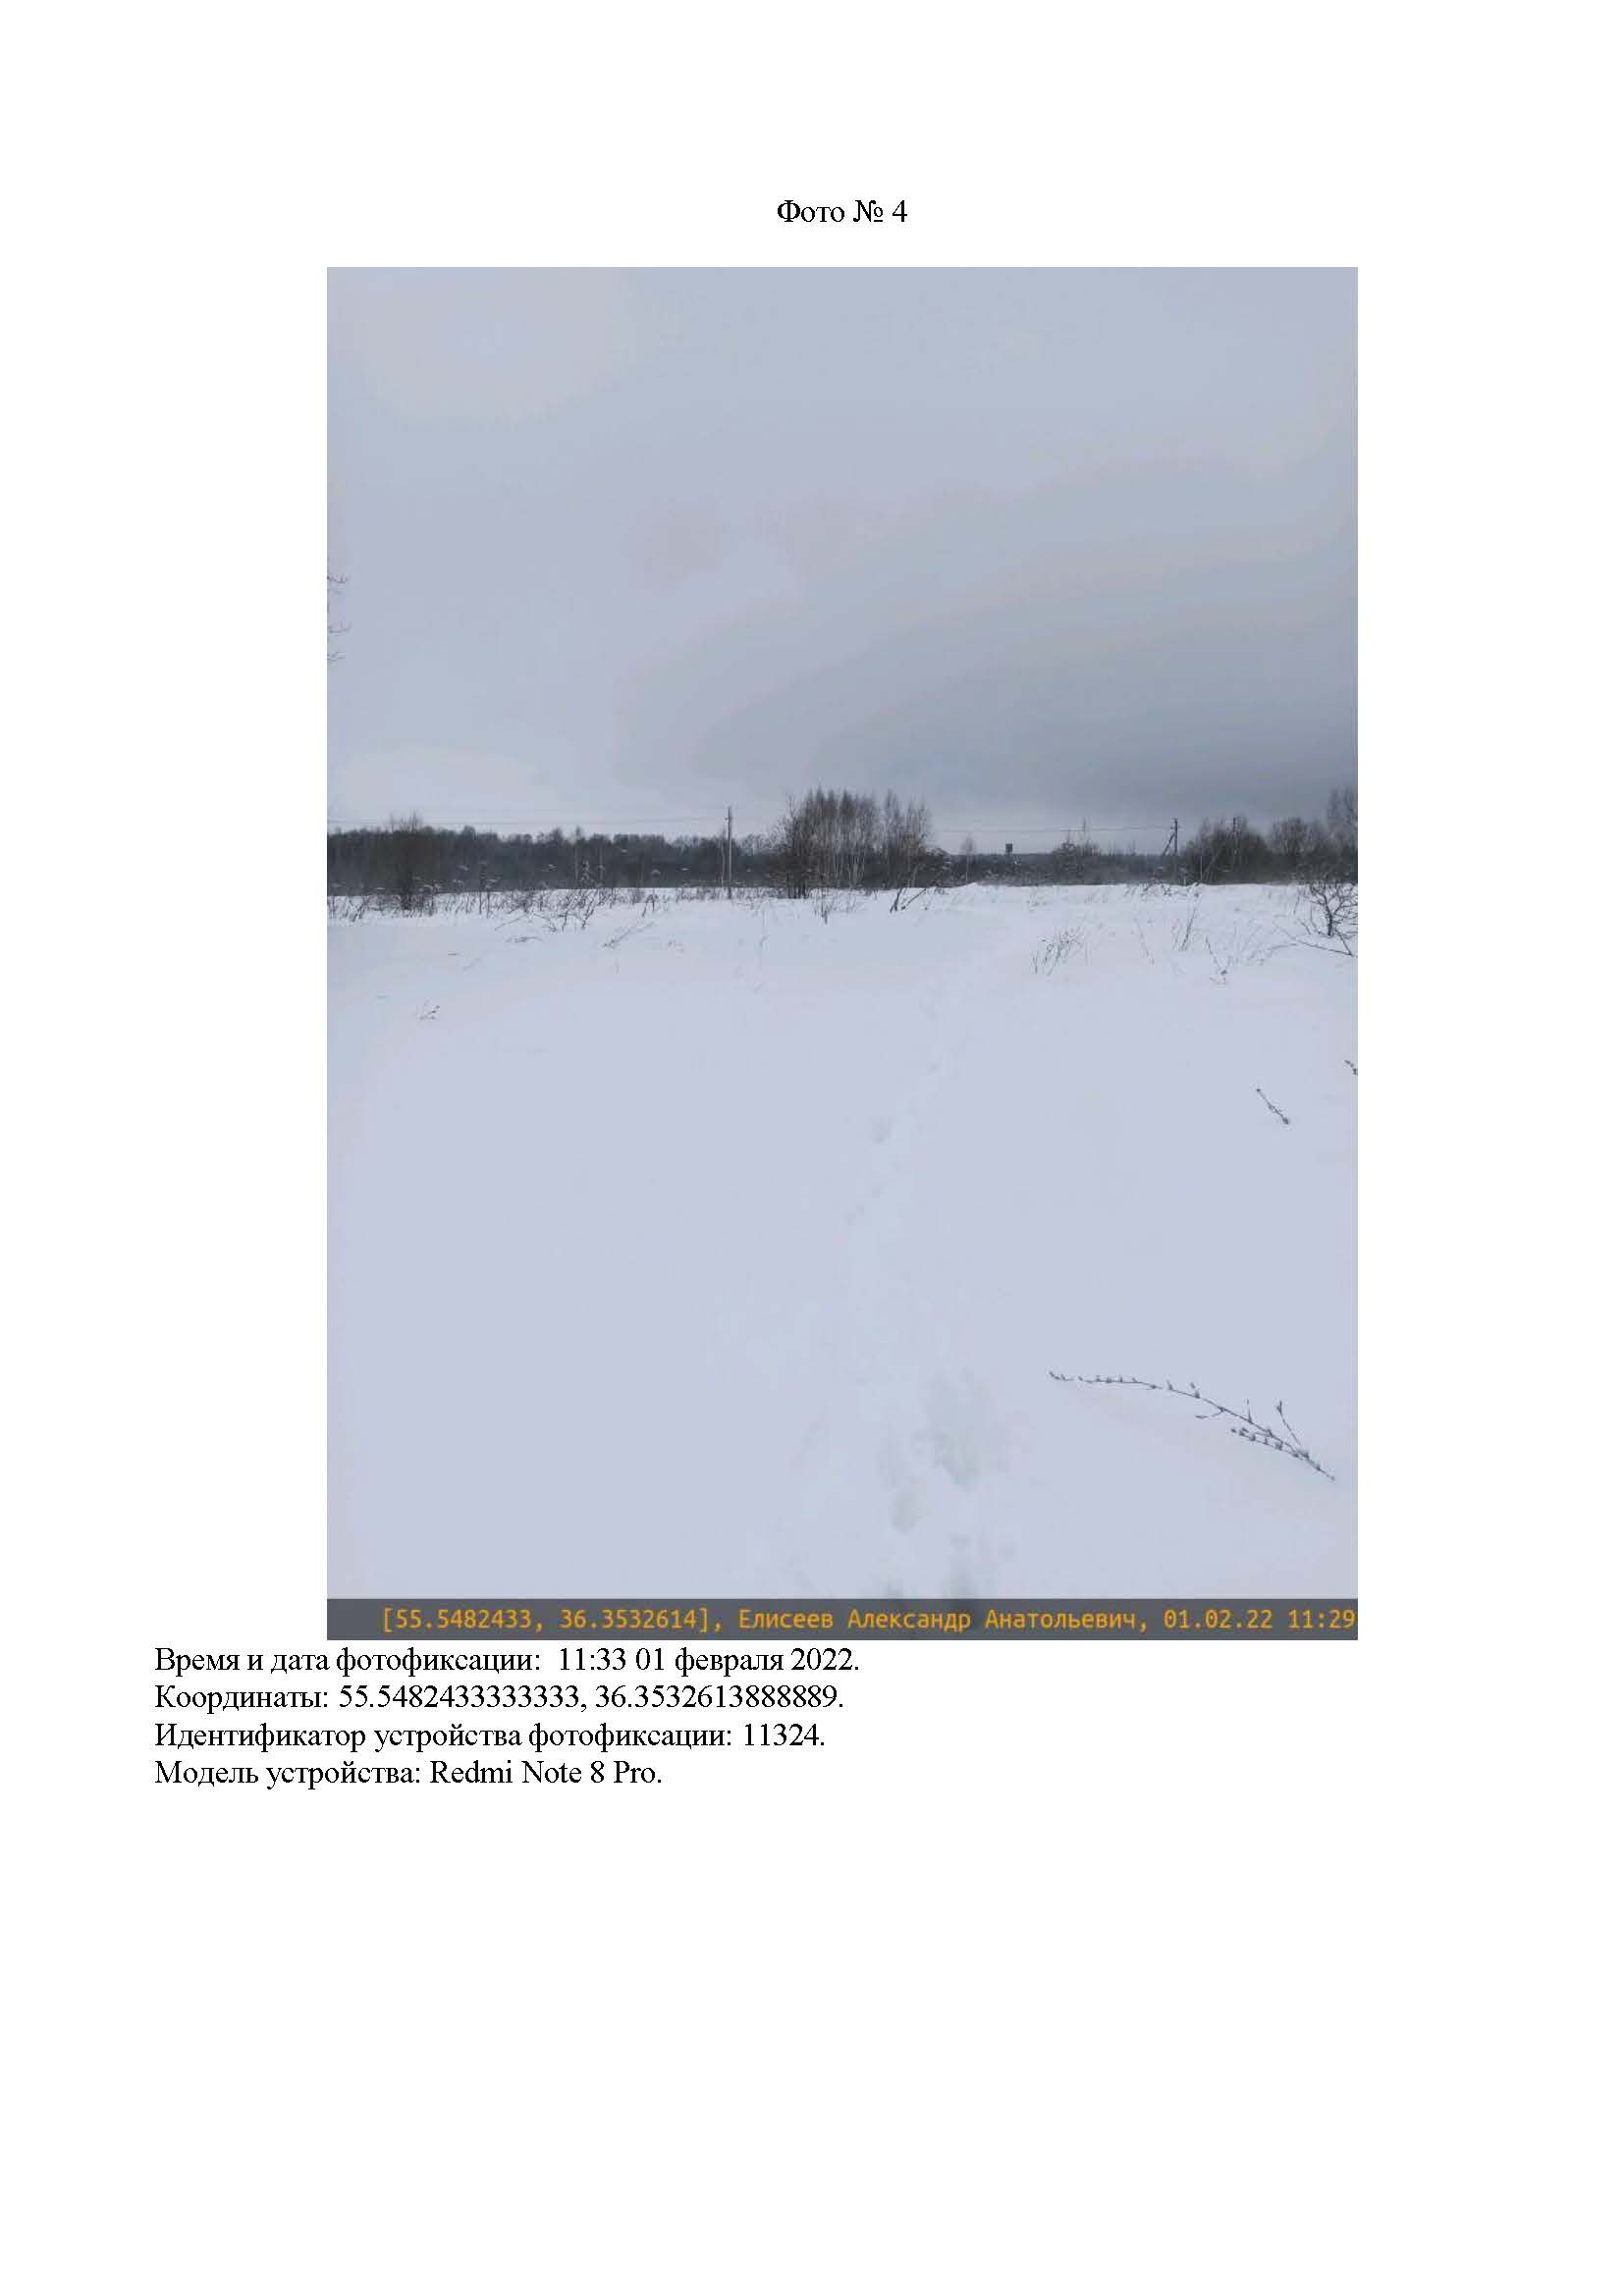 Фото № 4
[55.5482433, 36.3532614], Елисеев Александр Анатольевич, 01.02.22 11:29
Время и дата фотофиксации: 11:33 01 февраля 2022.
Координаты: 55.5482433333333, 36.3532613888889.
Идентификатор устройства фотофиксации: 11324.
Модель устройства: Redmi Note 8 Pro.